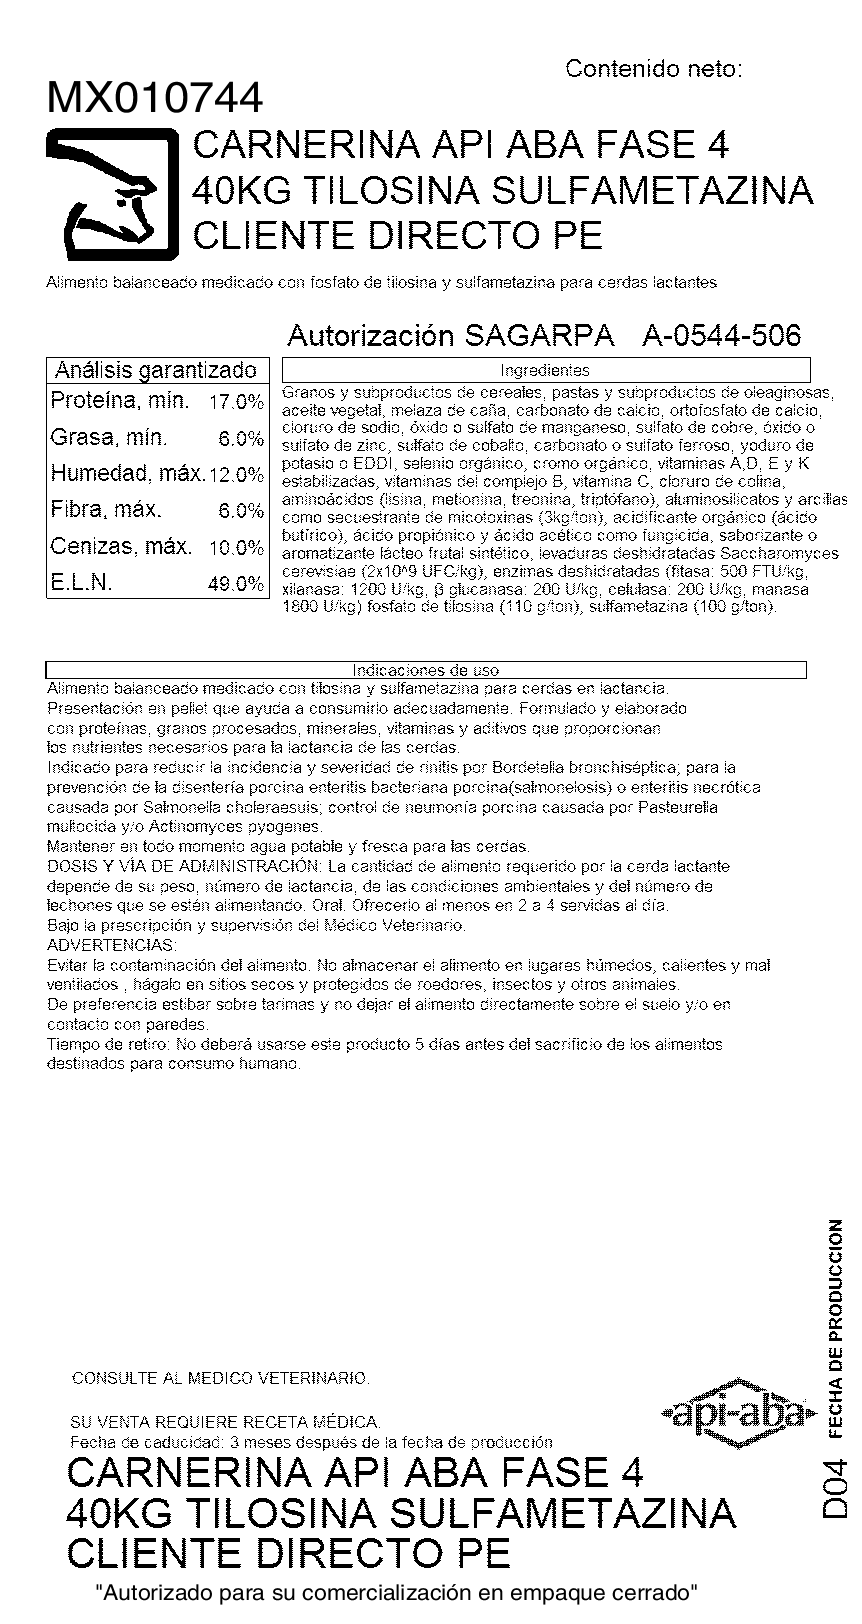 Contenido neto:
MX010744
CARNERINA API ABA FASE 4
40KG TILOSINA SULFAMETAZINA
CLIENTE DIRECTO PE
Alimento balanceado medicado con fosfato de tilosina y sulfametazina para cerdas lactantes
Autorización SAGARPA A-0544-506
Análisis garantizado
Proteína, mín. 17.0%
Grasa, mín. 6.0%
Humedad, máx. 12.0%
Fibra, máx. 6.0%
Cenizas, máx. 10.0%
E.L.N. 49.0%
Ingredientes
Granos y subproductos de cereales, pastas y subproductos de oleaginosas,
aceite vegetal, melaza de caña, carbonato de calcio, ortofosfato de calcio,
cloruro de sodio, óxido o sulfato de manganeso, sulfato de cobre, óxido o
sulfato de zinc, sulfato de cobalto, carbonato o sulfato ferroso, yoduro de
potasio o EDDI, selenio orgánico, cromo orgánico, vitaminas A,D, E y K
estabilizadas, vitaminas del complejo B, vitamina C, cloruro de colina,
aminoácidos (lisina, metionina, treonina, triptófano), aluminosilicatos y arcillas
como secuestrante de micotoxinas (3kg/ton), acidificante orgánico (ácido
butírico), ácido propiónico y ácido acético como fungicida, saborizante o
aromatizante lácteo frutal sintético, levaduras deshidratadas Saccharomyces
cerevisiae (2x10^9 UFC/kg), enzimas deshidratadas (fitasa: 500 FTU/kg,
xilanasa: 1200 U/kg, β glucanasa: 200 U/kg, celulasa: 200 U/kg, manasa
1800 U/kg) fosfato de tilosina (110 g/ton), sulfametazina (100 g/ton).
Indicaciones de uso
Alimento balanceado medicado con tilosina y sulfametazina para cerdas en lactancia.
Presentación en pellet que ayuda a consumirlo adecuadamente. Formulado y elaborado
con proteínas, granos procesados, minerales, vitaminas y aditivos que proporcionan
los nutrientes necesarios para la lactancia de las cerdas.
Indicado para reducir la incidencia y severidad de rinitis por Bordetella bronchiséptica; para la
prevención de la disentería porcina enteritis bacteriana porcina(salmonelosis) o enteritis necrótica
causada por Salmonella choleraesuis; control de neumonía porcina causada por Pasteurella
multocida y/o Actinomyces pyogenes.
Mantener en todo momento agua potable y fresca para las cerdas.
DOSIS Y VÍA DE ADMINISTRACIÓN: La cantidad de alimento requerido por la cerda lactante
depende de su peso, número de lactancia, de las condiciones ambientales y del número de
lechones que se estén alimentando. Oral. Ofrecerlo al menos en 2 a 4 servidas al día.
Bajo la prescripción y supervisión del Médico Veterinario.
ADVERTENCIAS:
Evitar la contaminación del alimento. No almacenar el alimento en lugares húmedos, calientes y mal
ventilados , hágalo en sitios secos y protegidos de roedores, insectos y otros animales.
De preferencia estibar sobre tarimas y no dejar el alimento directamente sobre el suelo y/o en
contacto con paredes.
Tiempo de retiro: No deberá usarse este producto 5 días antes del sacrificio de los alimentos
destinados para consumo humano.
FECHA DE PRODUCCION
D04
CONSULTE AL MEDICO VETERINARIO.
api-aba
SU VENTA REQUIERE RECETA MÉDICA.
Fecha de caducidad: 3 meses después de la fecha de producción
CARNERINA API ABA FASE 4
40KG TILOSINA SULFAMETAZINA
CLIENTE DIRECTO PE
"Autorizado para su comercialización en empaque cerrado"